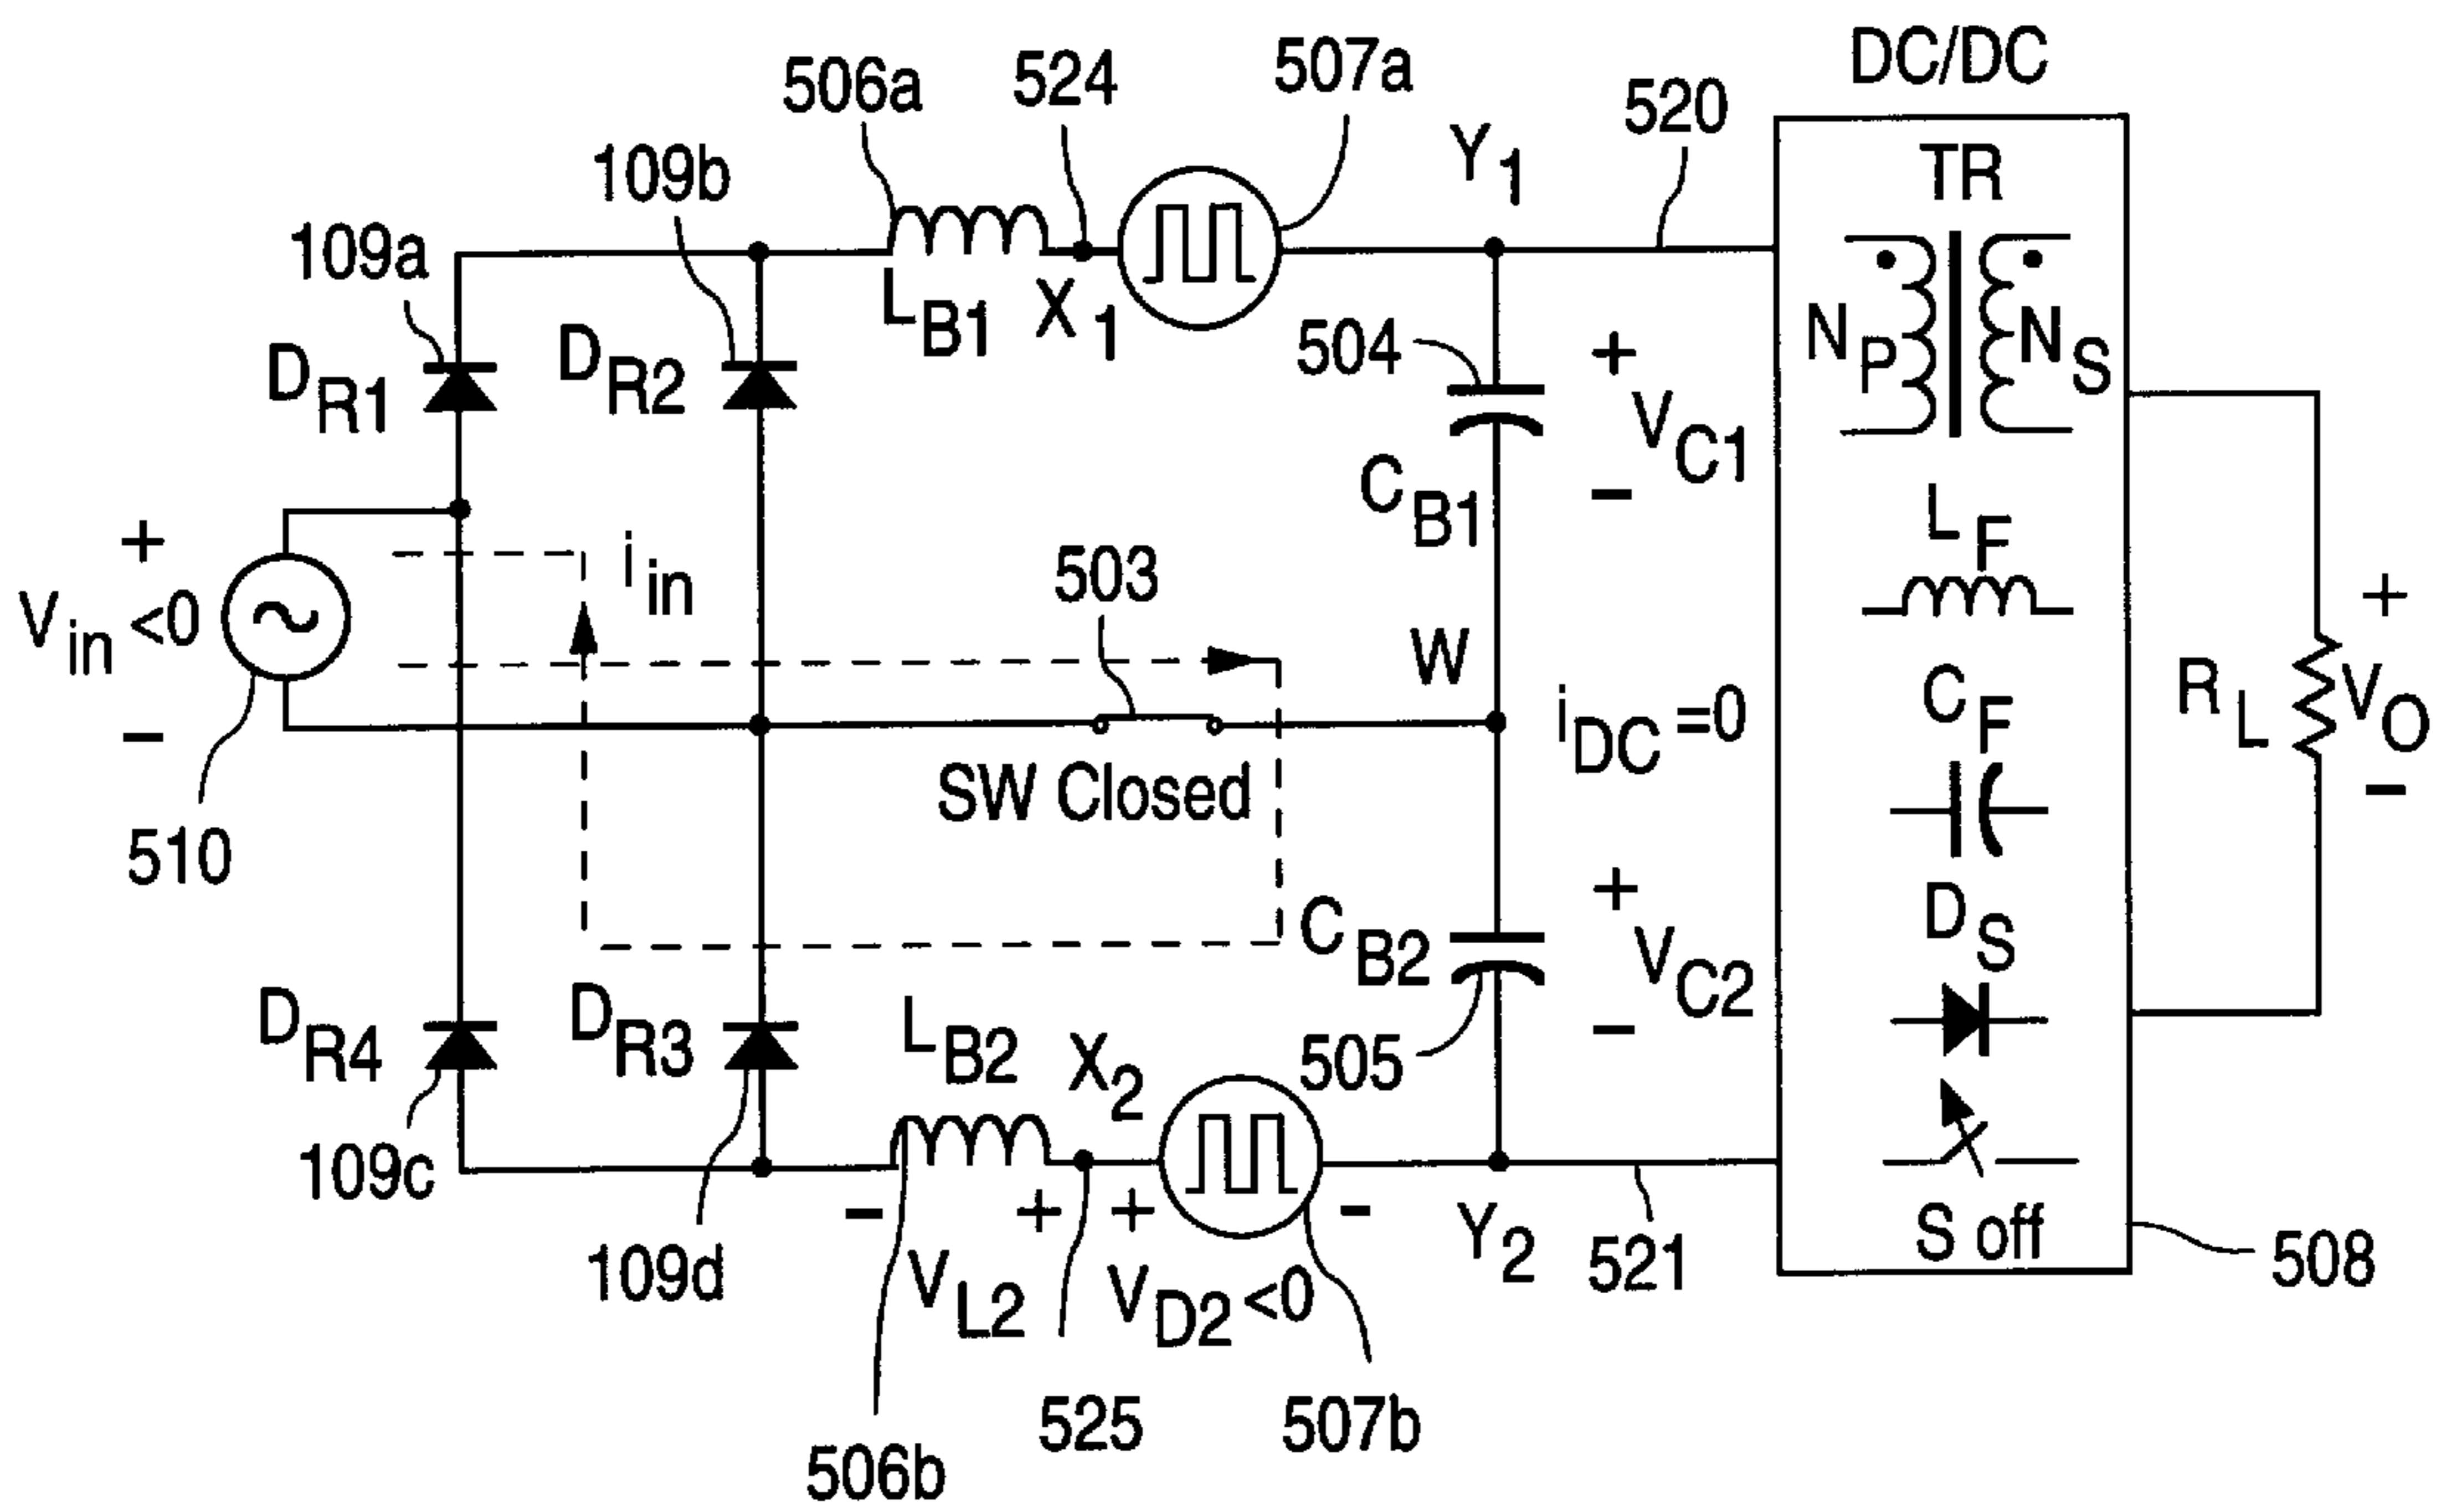 DC/DC
506a
524
507a
520
109b
Y1
TR
109a
LB1
X1
504
+
VC1
-
NP
NS
DR1
DR2
CB1
LF
+
Vin <0
-
iin
503
W
iDC =0
CF
RL
+
VO
-
SW Closed
510
CB2
+
VC2
-
DS
DR4
DR3
LB2
X2
505
109c
109d
-
+
+
-
VL2
VD2 <0
Y2
521
S off
508
506b
525
507b